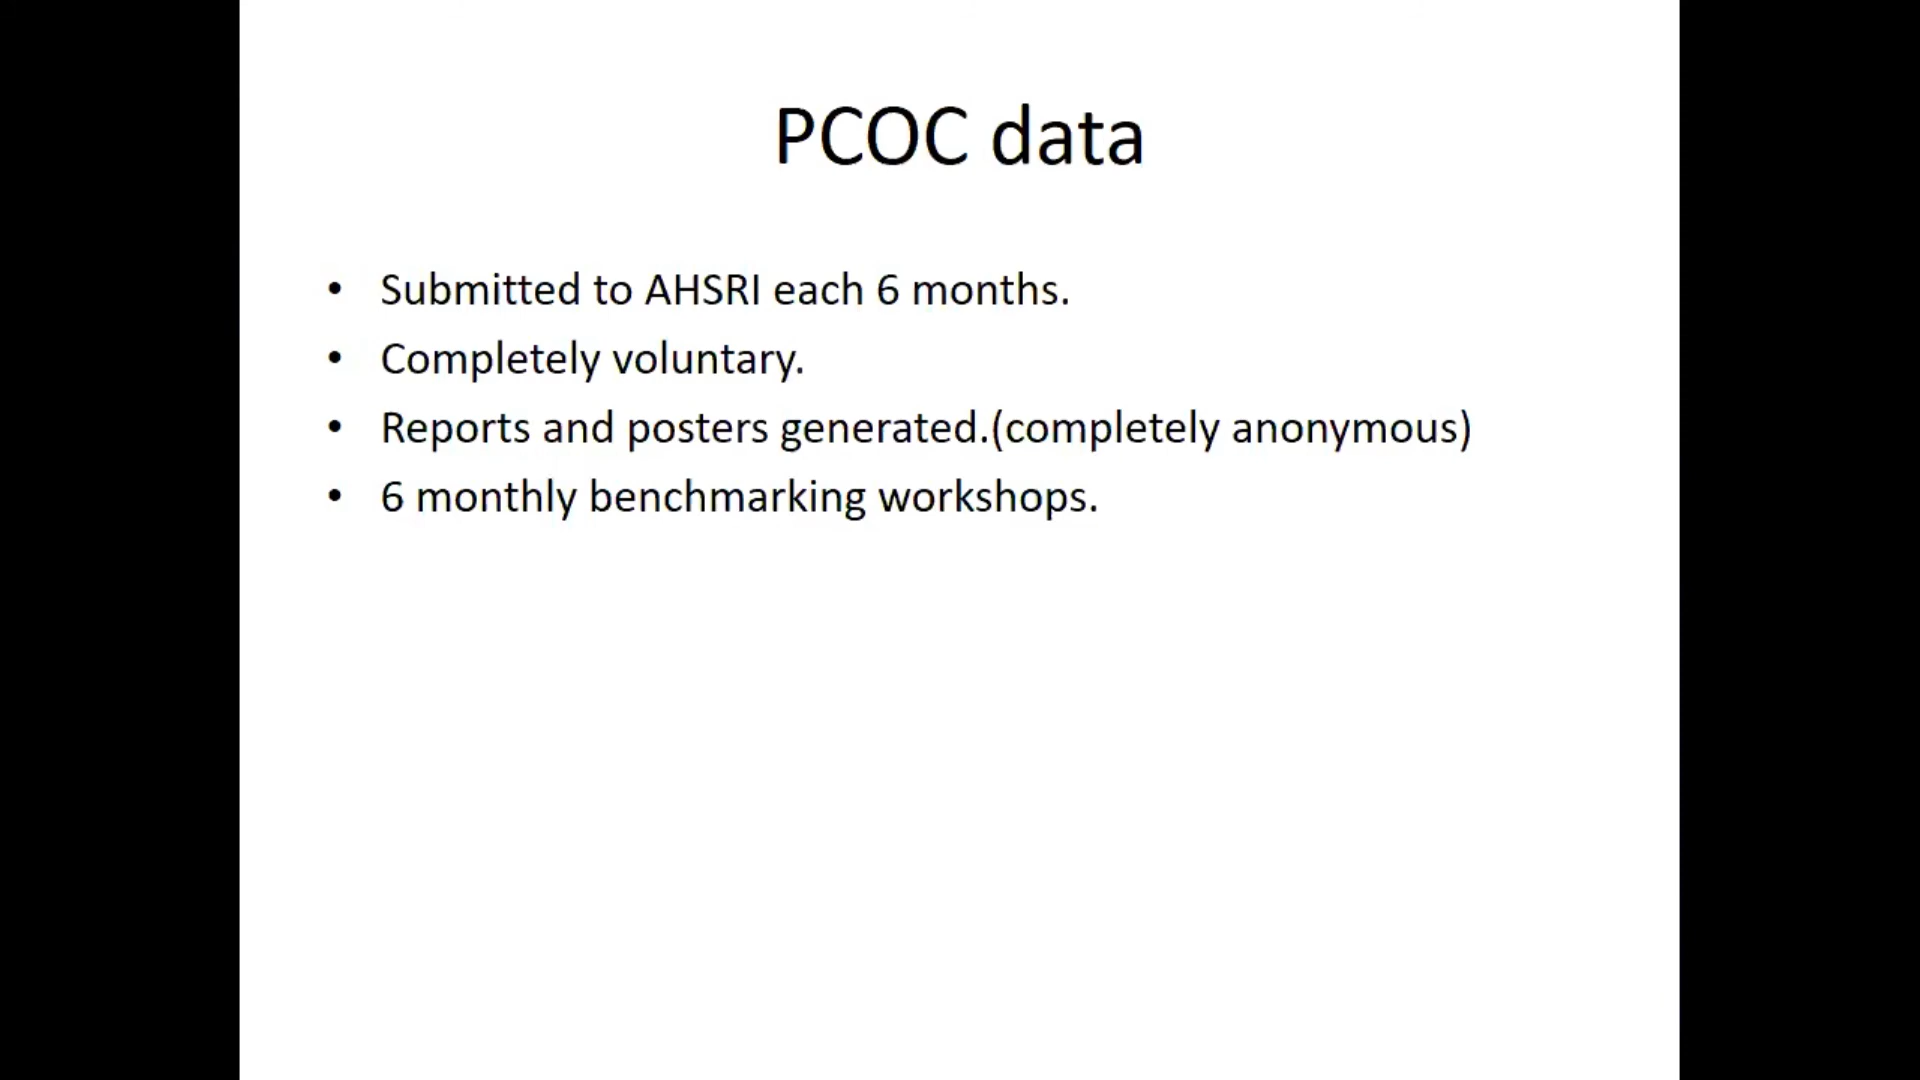 PCOC data
• Submitted to AHSRI each 6 months.
• Completely voluntary.
• Reports and posters generated.(completely anonymous)
• 6 monthly benchmarking workshops.